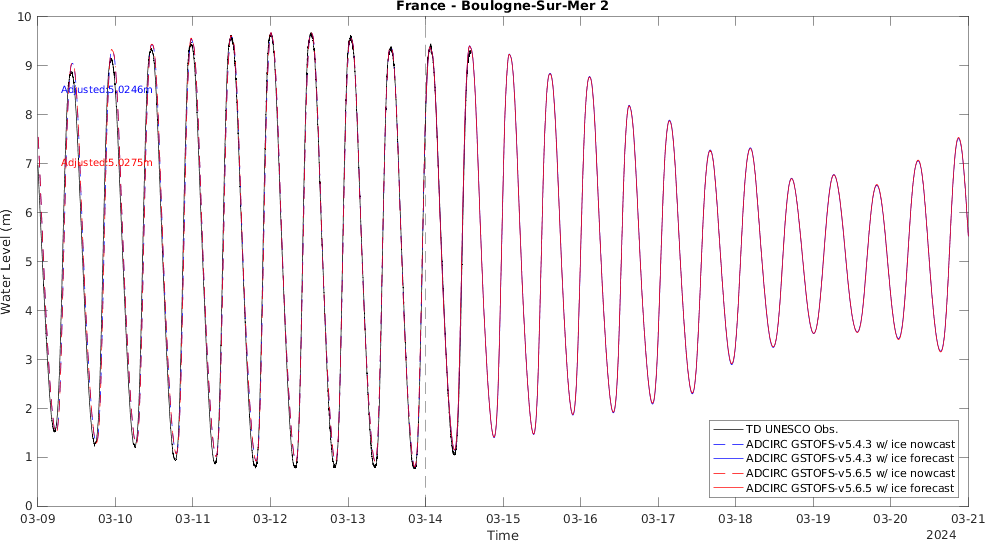 France - Boulogne-Sur-Mer 2
10
9
8
7
6
5
4
3
2
1
0
Water Level (m)
Adjusted:5.0246m
Adjusted:5.0275m
TD UNESCO Obs.
ADCIRC GSTOFS-v5.4.3 w/ ice nowcast
ADCIRC GSTOFS-v5.4.3 w/ ice forecast
ADCIRC GSTOFS-v5.6.5 w/ ice nowcast
ADCIRC GSTOFS-v5.6.5 w/ ice forecast
03-09 03-10 03-11 03-12 03-13 03-14 03-15 03-16 03-17 03-18 03-19 03-20 03-21
Time
2024